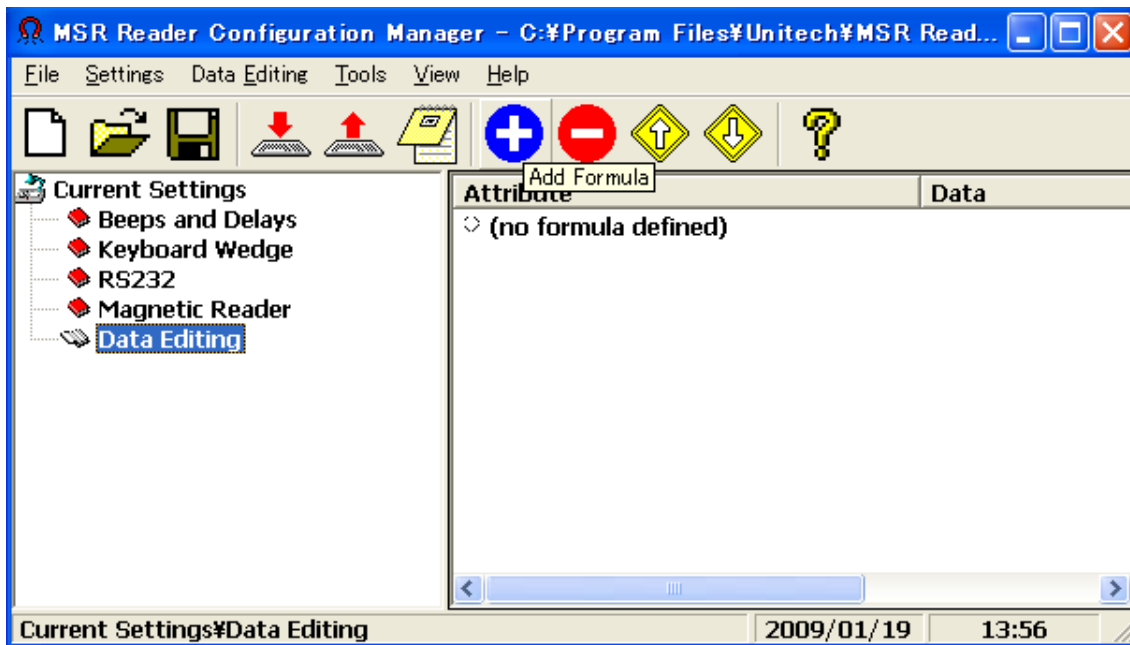 MSR Reader Configuration Manager - C:¥Program Files¥Unitech¥MSR Read...
File Settings Data Editing Tools View Help
Add Formula
Current Settings
Beeps and Delays
Keyboard Wedge
RS232
Magnetic Reader
Data Editing
Attribute Data
(no formula defined)
Current Settings¥Data Editing 2009/01/19 13:56